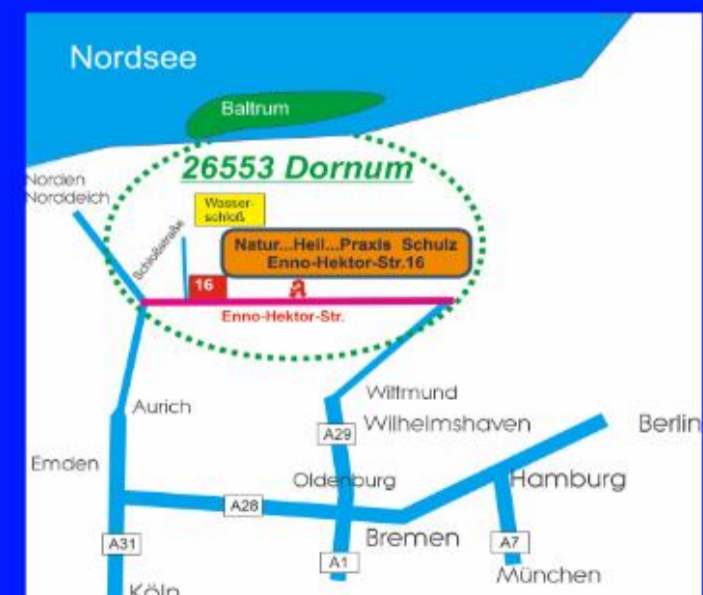 Nordsee
Baltrum
26553 Dornum
Norden
Norddeich
Wasser-
schloß
Schloßstraße
Natur...Heil...Praxis Schulz
Enno-Hektor-Str.16
16
Enno-Hektor-Str.
Wittmund
Aurich
Wilhelmshaven
Berlin
A29
Emden
Oldenburg
Hamburg
A28
Bremen
A31
A7
A1
München
Köln